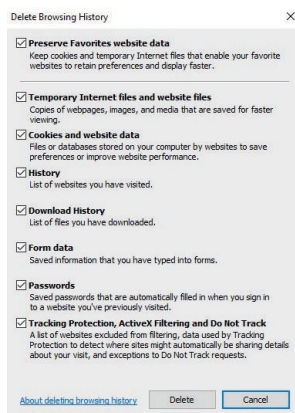 Delete Browsing History
Preserve Favorites website data
Keep cookies and temporary Internet files that enable your favorite
websites to retain preferences and display faster.
Temporary Internet files and website files
Copies of webpages, images, and media that are saved for faster
viewing.
Cookies and website data
Files or databases stored on your computer by websites to save
preferences or improve website performance.
History
List of websites you have visited.
Download History
List of files you have downloaded.
Form data
Saved information that you have typed into forms.
Passwords
Saved passwords that are automatically filled in when you sign in
to a website you've previously visited.
Tracking Protection, ActiveX Filtering and Do Not Track
A list of websites excluded from filtering, data used by Tracking
Protection to detect where sites might automatically be sharing details
about your visit, and exceptions to Do Not Track requests.
About deleting browsing history Delete Cancel